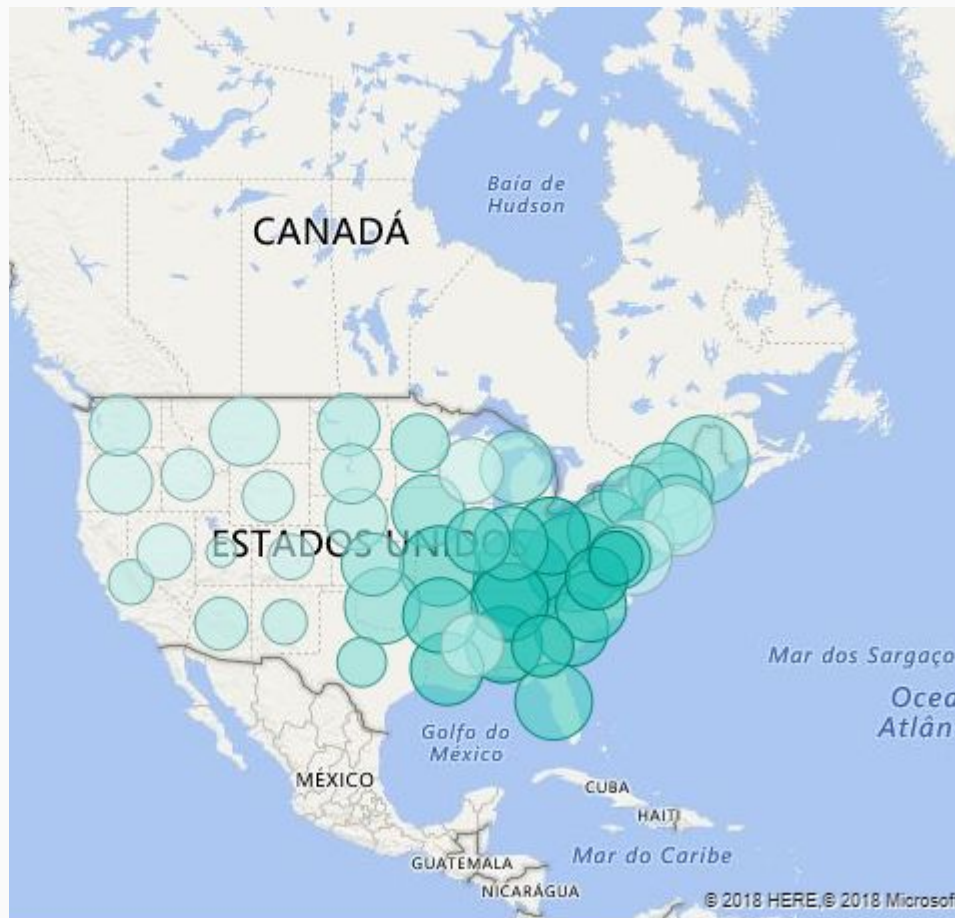 Baía de
Hudson
CANADÁ
ESTADOS UNIDOS
Mar dos Sargaço
Ocea
Atlân
Golfo do
México
MÉXICO
CUBA
HAITI
GUATEMALA
Mar do Caribe
NICARÁGUA
© 2018 HERE,© 2018 Microsof